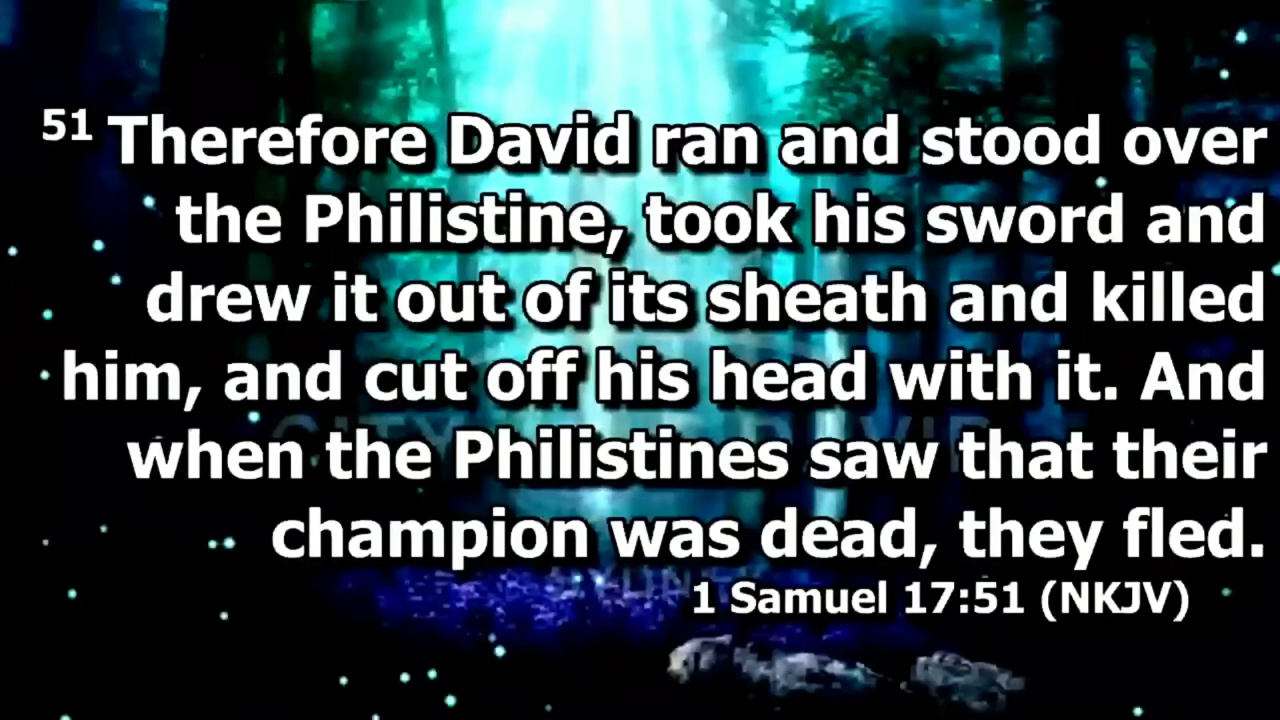 51 Therefore David ran and stood over
the Philistine, took his sword and
drew it out of its sheath and killed
him, and cut off his head with it. And
when the Philistines saw that their
champion was dead, they fled.
1 Samuel 17:51 (NKJV)